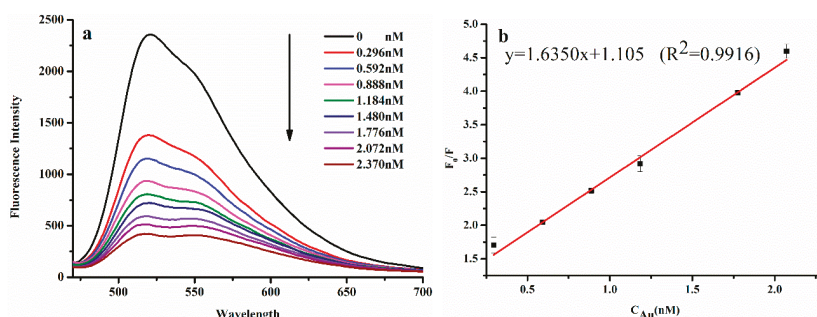 a
0 nM
0.296nM
0.592nM
0.888nM
1.184nM
1.480nM
1.776nM
2.072nM
2.370nM
2500
2000
1500
1000
500
0
500
550
600
650
700
Fluorescence Intensity
Wavelength
b
y=1.6350x+1.105 (R²=0.9916)
5.0
4.5
4.0
3.5
3.0
2.5
2.0
1.5
0.5
1.0
1.5
2.0
F₀/F
C_Au(nM)